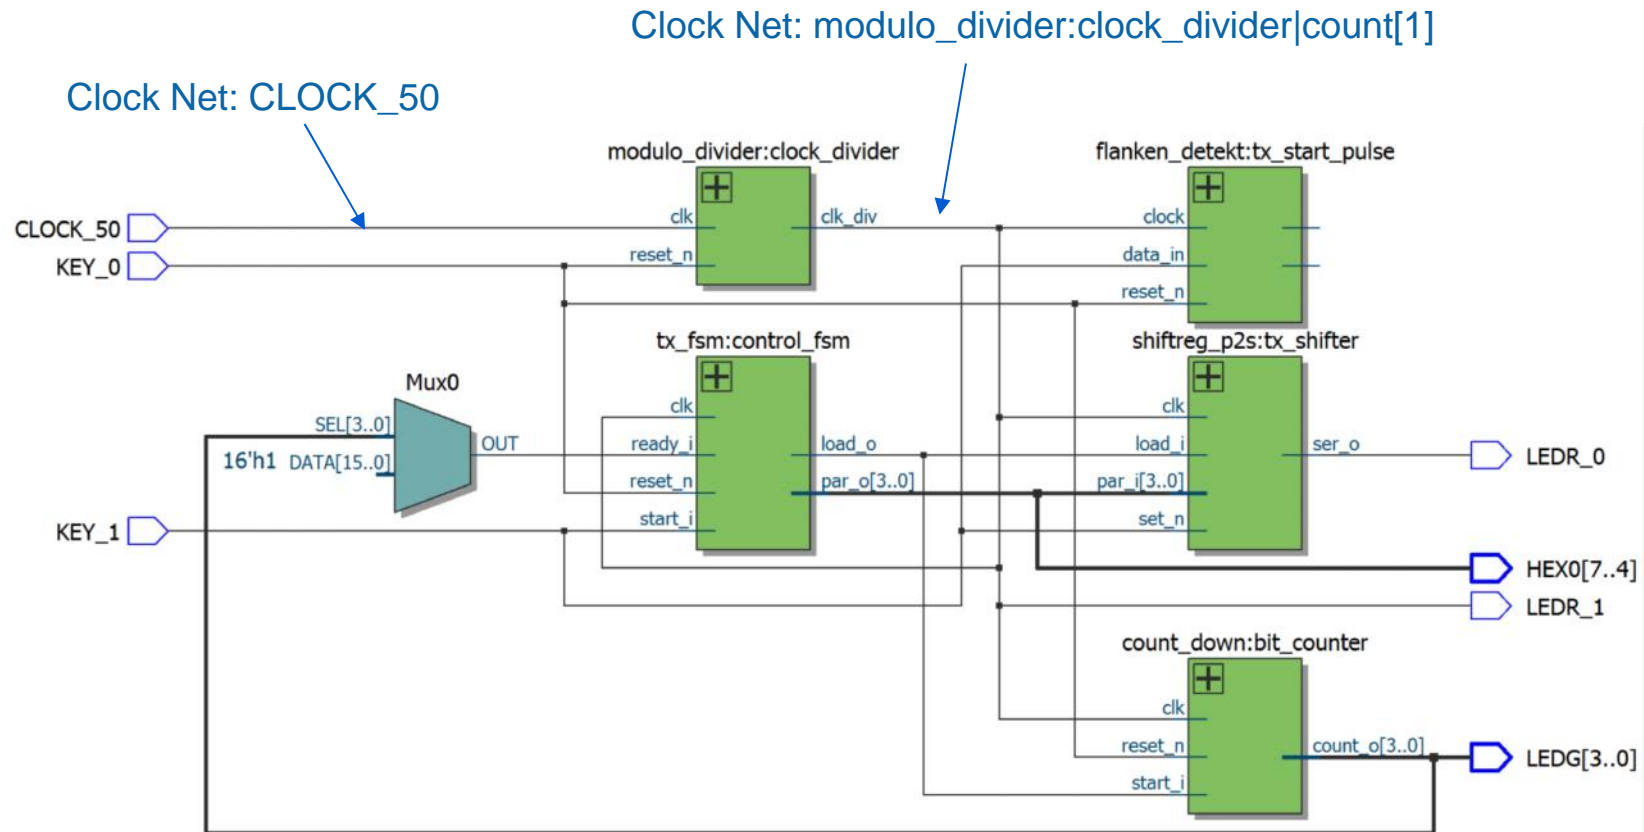 Clock Net: modulo_divider:clock_divider|count[1]
Clock Net: CLOCK_50
modulo_divider:clock_divider
flanken_detekt:tx_start_pulse
CLOCK_50
clk
clk_div
clock
KEY_0
reset_n
data_in
reset_n
tx_fsm:control_fsm
shiftreg_p2s:tx_shifter
Mux0
clk
clk
SEL[3..0]
OUT
ready_i
load_o
load_i
ser_o
LEDR_0
16'h1 DATA[15..0]
reset_n
par_o[3..0]
par_i[3..0]
KEY_1
start_i
set_n
HEX0[7..4]
LEDR_1
count_down:bit_counter
clk
reset_n
count_o[3..0]
LEDG[3..0]
start_i